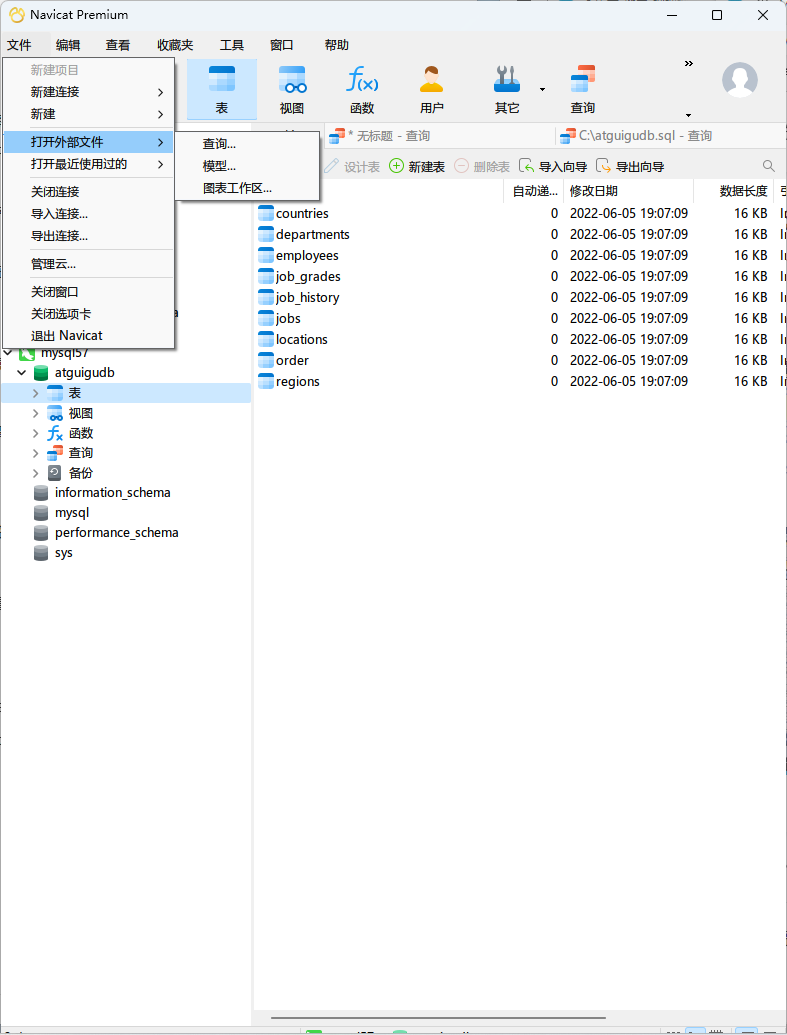 Navicat Premium
文件 编辑 查看 收藏夹 工具 窗口 帮助
新建项目
新建连接
新建
打开外部文件
打开最近使用过的
关闭连接
导入连接...
导出连接...
管理云...
关闭窗口
关闭选项卡
退出 Navicat
查询...
模型...
图表工作区...
表 视图 函数 用户 其它 查询
* 无标题 - 查询 C:\atguigudb.sql - 查询
设计表 新建表 删除表 导入向导 导出向导
自动递... 修改日期 数据长度
countries 0 2022-06-05 19:07:09 16 KB
departments 0 2022-06-05 19:07:09 16 KB
employees 0 2022-06-05 19:07:09 16 KB
job_grades 0 2022-06-05 19:07:09 16 KB
job_history 0 2022-06-05 19:07:09 16 KB
jobs 0 2022-06-05 19:07:09 16 KB
locations 0 2022-06-05 19:07:09 16 KB
order 0 2022-06-05 19:07:09 16 KB
regions 0 2022-06-05 19:07:09 16 KB
mysql57
atguigudb
表
视图
函数
查询
备份
information_schema
mysql
performance_schema
sys